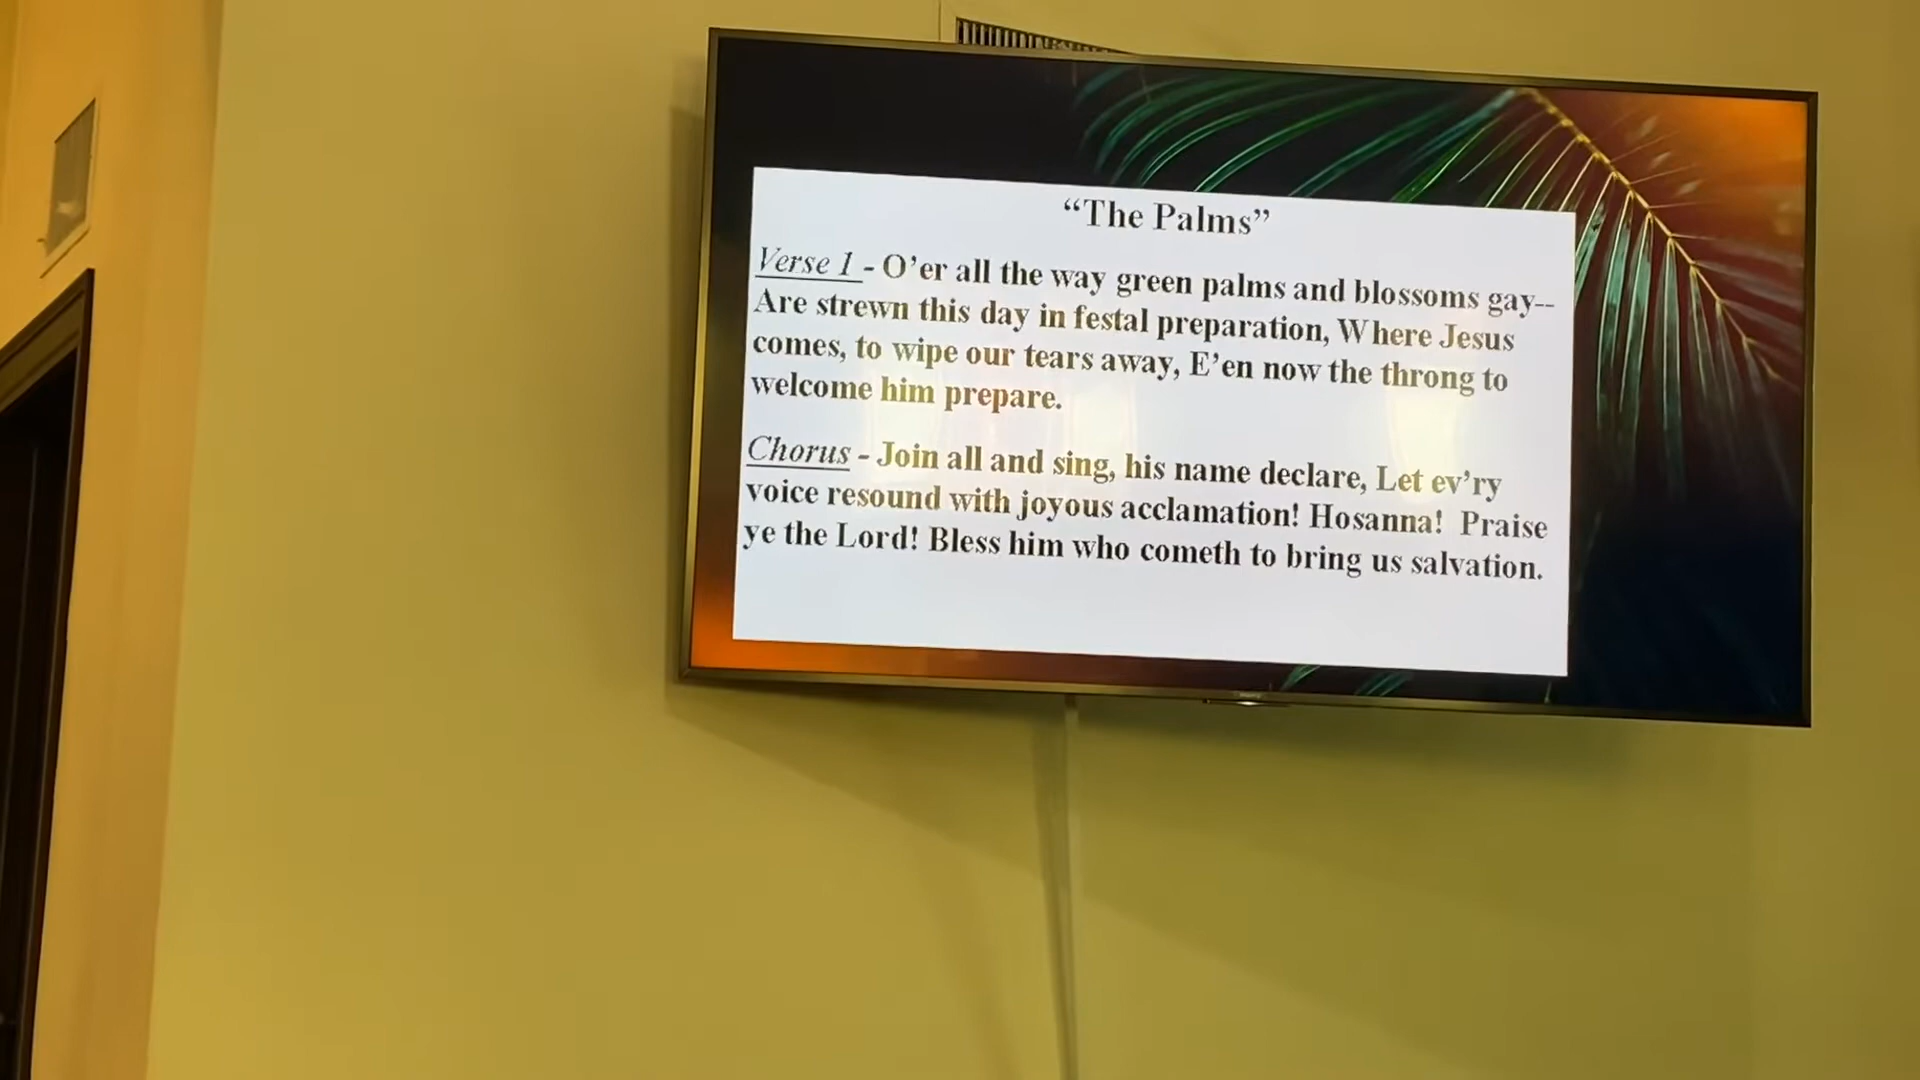 “The Palms”
Verse 1 - O’er all the way green palms and blossoms gay--
Are strewn this day in festal preparation, Where Jesus
comes, to wipe our tears away, E’en now the throng to
welcome him prepare.
Chorus - Join all and sing, his name declare, Let ev’ry
voice resound with joyous acclamation! Hosanna! Praise
ye the Lord! Bless him who cometh to bring us salvation.